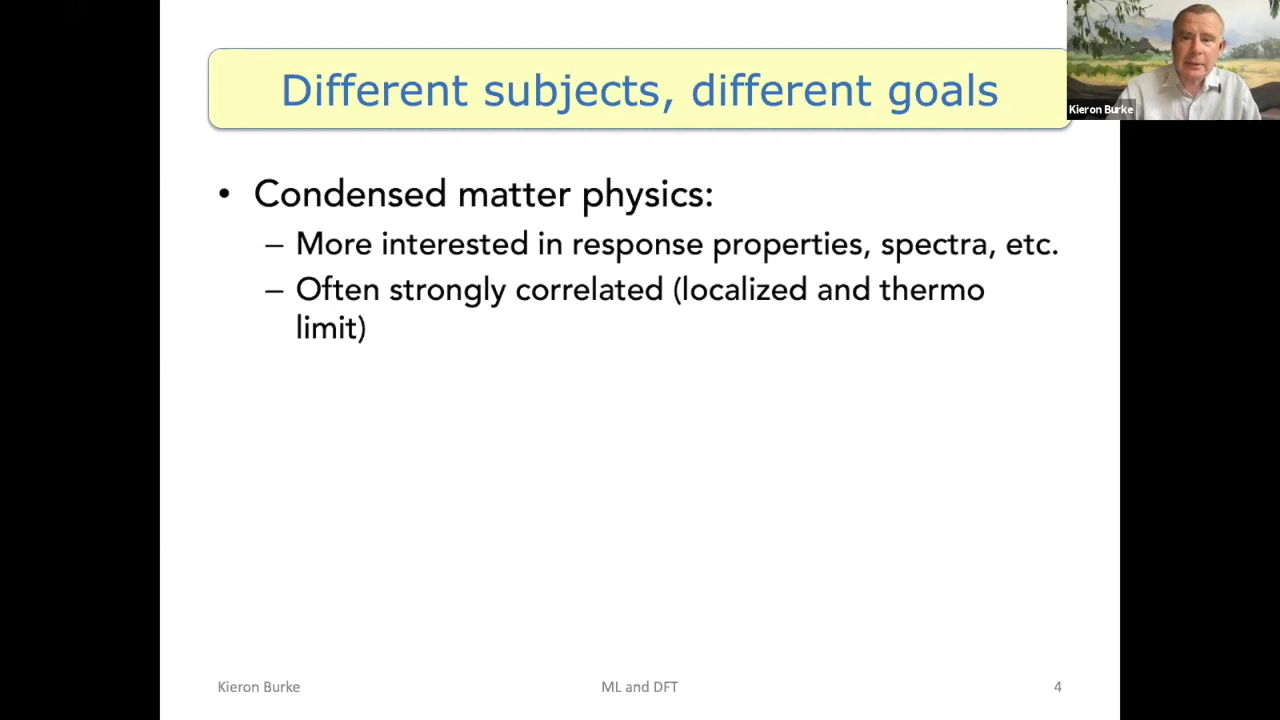 Different subjects, different goals
Kieron Burke
• Condensed matter physics:
– More interested in response properties, spectra, etc.
– Often strongly correlated (localized and thermo
limit)
Kieron Burke
ML and DFT
4